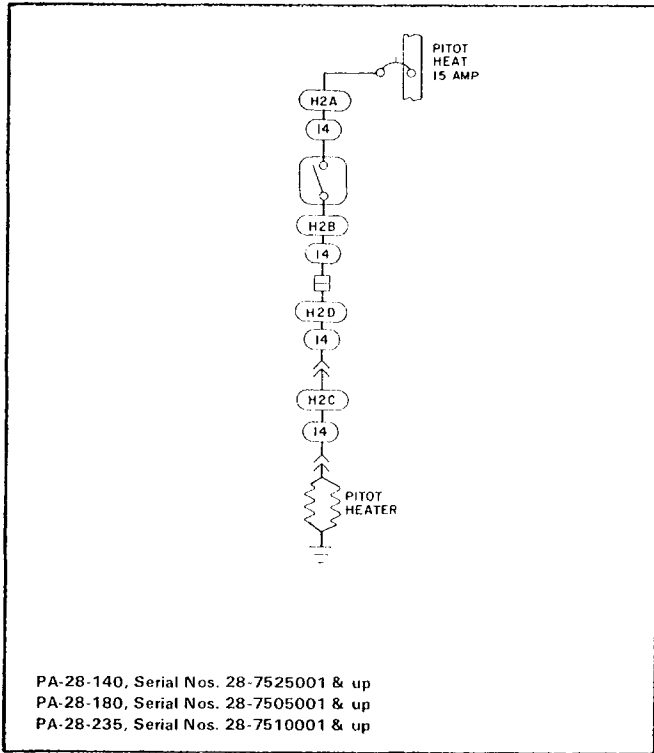 PITOT
HEAT
15 AMP
H2A
14
H2B
14
H2D
14
H2C
14
PITOT
HEATER
PA-28-140, Serial Nos. 28-7525001 & up
PA-28-180, Serial Nos. 28-7505001 & up
PA-28-235, Serial Nos. 28-7510001 & up